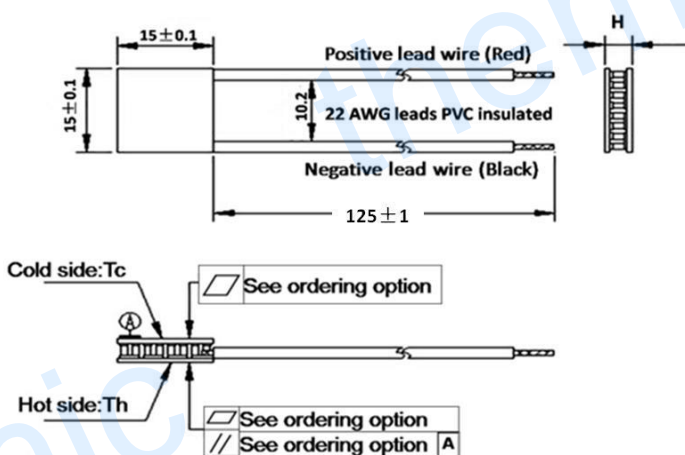 15±0.1
H
Positive lead wire (Red)
15±0.1
10.2
22 AWG leads PVC insulated
Negative lead wire (Black)
125±1
Cold side:Tc
See ordering option
A
Hot side:Th
See ordering option
// See ordering option A